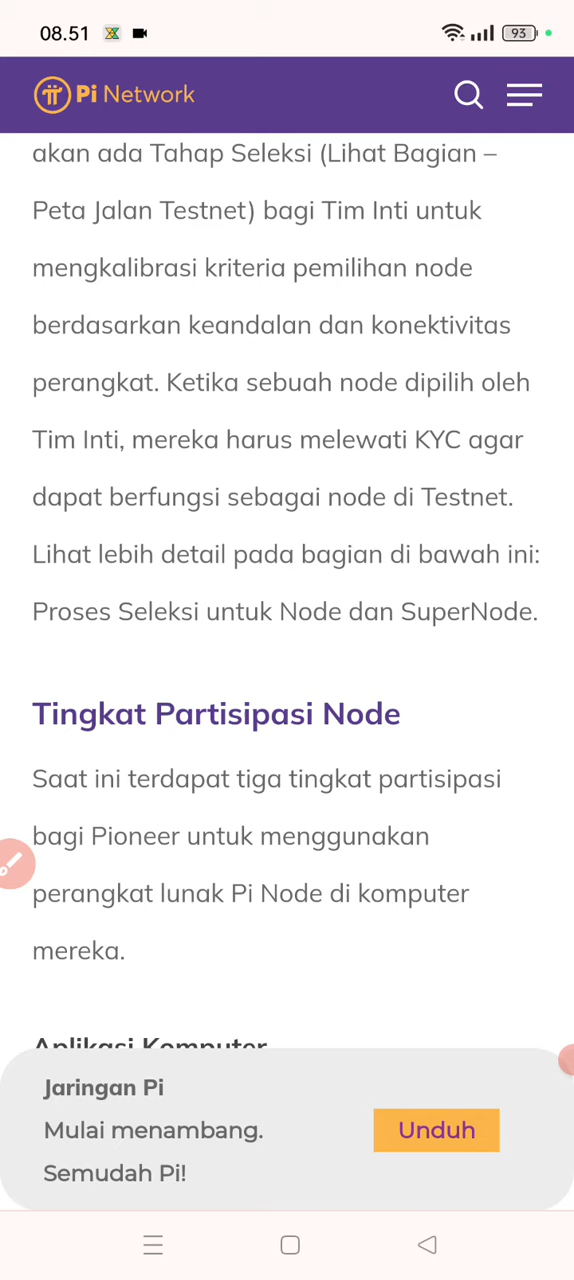 08.51
93
Pi Network
akan ada Tahap Seleksi (Lihat Bagian –
Peta Jalan Testnet) bagi Tim Inti untuk
mengkalibrasi kriteria pemilihan node
berdasarkan keandalan dan konektivitas
perangkat. Ketika sebuah node dipilih oleh
Tim Inti, mereka harus melewati KYC agar
dapat berfungsi sebagai node di Testnet.
Lihat lebih detail pada bagian di bawah ini:
Proses Seleksi untuk Node dan SuperNode.
Tingkat Partisipasi Node
Saat ini terdapat tiga tingkat partisipasi
bagi Pioneer untuk menggunakan
perangkat lunak Pi Node di komputer
mereka.
Aplikasi Komputer
Jaringan Pi
Mulai menambang.
Semudah Pi!
Unduh